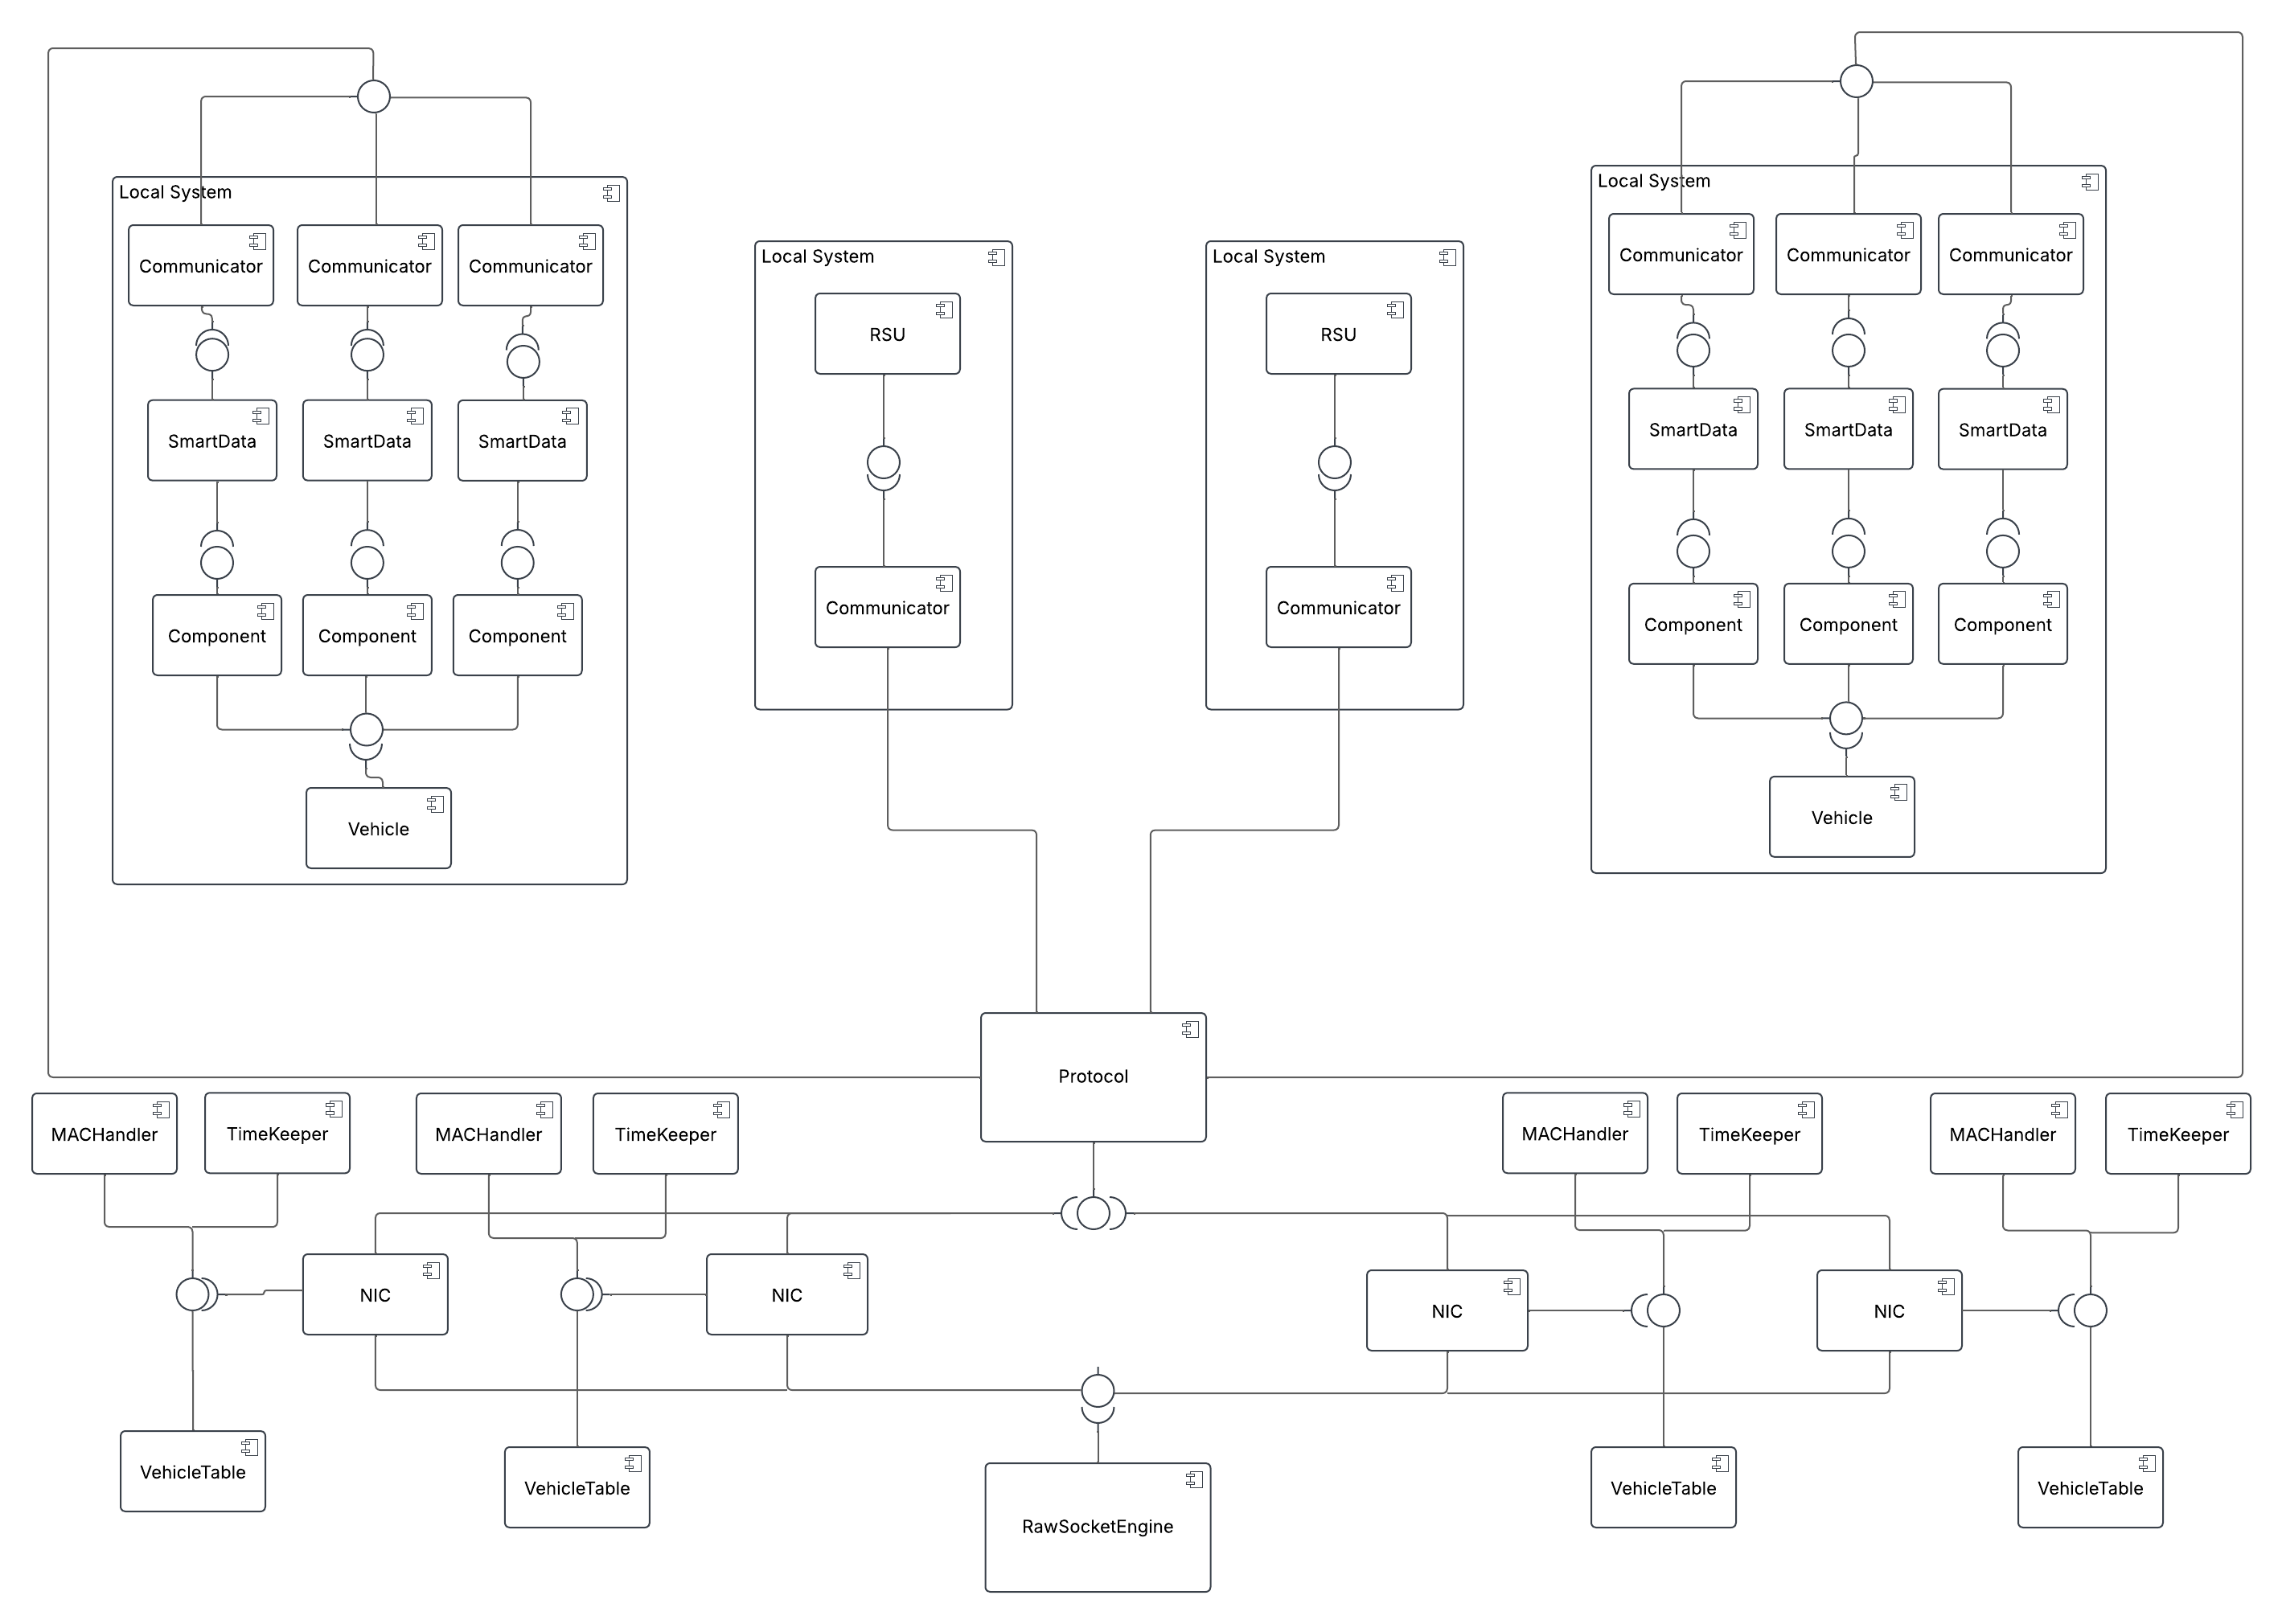 Local System
Communicator
Communicator
Communicator
SmartData
SmartData
SmartData
Component
Component
Component
Vehicle
Local System
RSU
Communicator
Local System
RSU
Communicator
Local System
Communicator
Communicator
Communicator
SmartData
SmartData
SmartData
Component
Component
Component
Vehicle
Protocol
MACHandler
TimeKeeper
MACHandler
TimeKeeper
MACHandler
TimeKeeper
MACHandler
TimeKeeper
NIC
NIC
NIC
NIC
VehicleTable
VehicleTable
RawSocketEngine
VehicleTable
VehicleTable